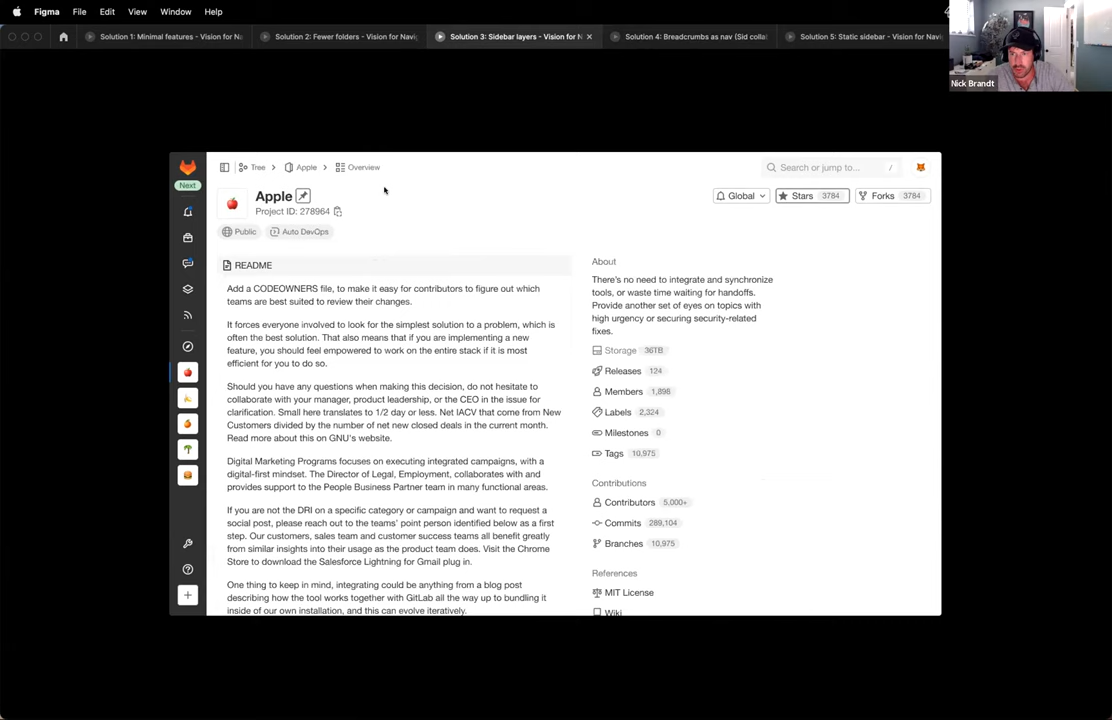 Figma File Edit View Window Help
Solution 1: Minimal features - Vision for Na
Solution 2: Fewer folders - Vision for Navig
Solution 3: Sidebar layers - Vision for N
Solution 4: Breadcrumbs as nav (Sid colla
Solution 5: Static sidebar - Vision for Navi
Nick Brandt
Next
Tree > Apple > Overview
Search or jump to... /
Apple
Project ID: 278964
Global
Stars 3784
Forks 3784
Public
Auto DevOps
README
Add a CODEOWNERS file, to make it easy for contributors to figure out which
teams are best suited to review their changes.
It forces everyone involved to look for the simplest solution to a problem, which is
often the best solution. That also means that if you are implementing a new
feature, you should feel empowered to work on the entire stack if it is most
efficient for you to do so.
Should you have any questions when making this decision, do not hesitate to
collaborate with your manager, product leadership, or the CEO in the issue for
clarification. Small here translates to 1/2 day or less. Net IACV that come from New
Customers divided by the number of net new closed deals in the current month.
Read more about this on GNU's website.
Digital Marketing Programs focuses on executing integrated campaigns, with a
digital-first mindset. The Director of Legal, Employment, collaborates with and
provides support to the People Business Partner team in many functional areas.
If you are not the DRI on a specific category or campaign and want to request a
social post, please reach out to the teams' point person identified below as a first
step. Our customers, sales team and customer success teams all benefit greatly
from similar insights into their usage as the product team does. Visit the Chrome
Store to download the Salesforce Lightning for Gmail plug in.
One thing to keep in mind, integrating could be anything from a blog post
describing how the tool works together with GitLab all the way up to bundling it
inside of our own installation, and this can evolve iteratively.
About
There's no need to integrate and synchronize
tools, or waste time waiting for handoffs.
Provide another set of eyes on topics with
high urgency or securing security-related
fixes.
Storage 36TB
Releases 124
Members 1,898
Labels 2,324
Milestones 0
Tags 10,975
Contributions
Contributors 5,000+
Commits 289,104
Branches 10,975
References
MIT License
Wiki